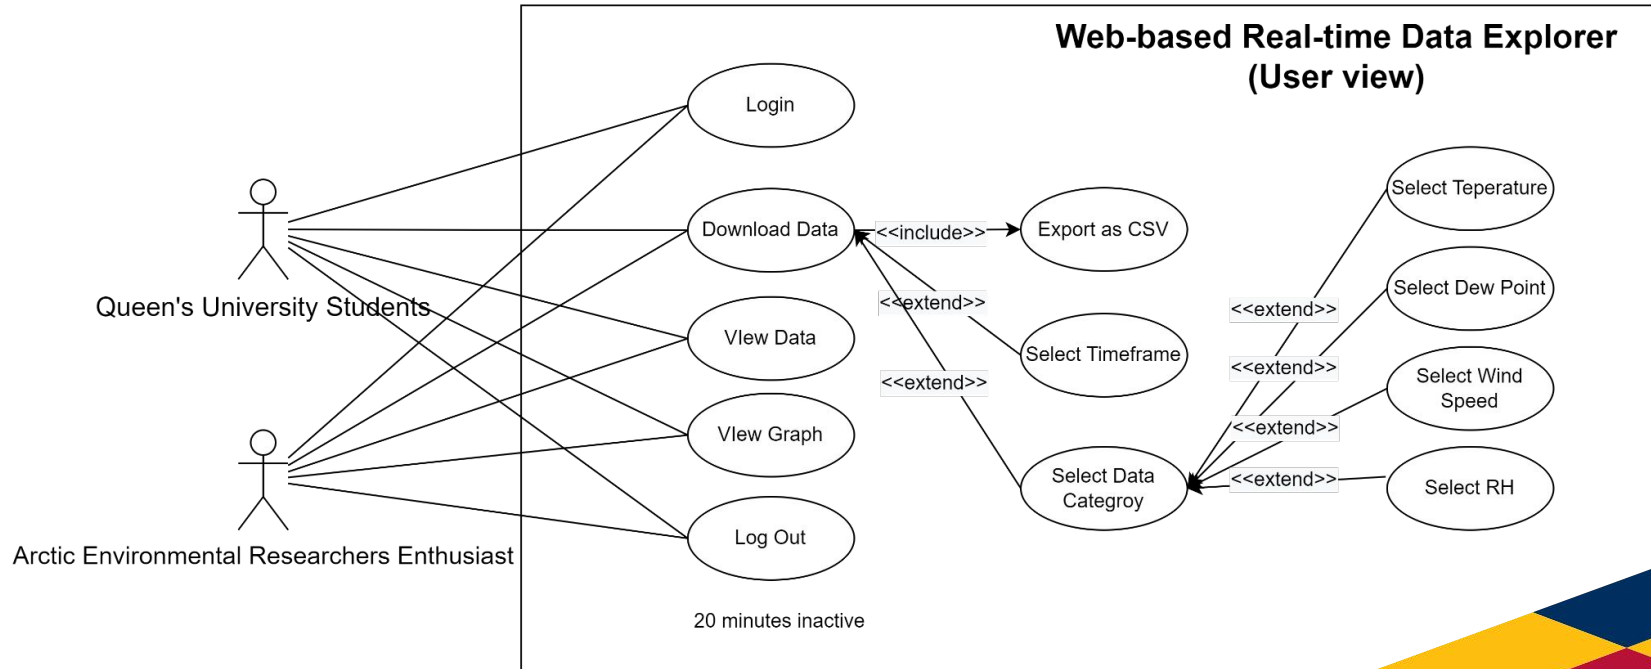 Web-based Real-time Data Explorer
(User view)
Login
Download Data
VIew Data
VIew Graph
Log Out
20 minutes inactive
Queen's University Students
Arctic Environmental Researchers Enthusiast
<<include>>
<<extend>>
<<extend>>
Export as CSV
Select Timeframe
Select Data
Categroy
<<extend>>
<<extend>>
<<extend>>
<<extend>>
Select Teperature
Select Dew Point
Select Wind
Speed
Select RH